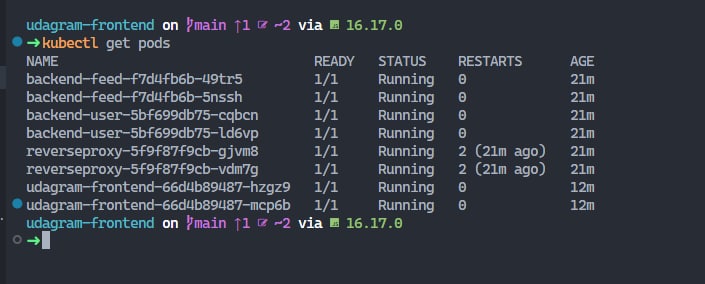 udagram-frontend on main ↑1 ~2 via 16.17.0
➜ kubectl get pods
NAME READY STATUS RESTARTS AGE
backend-feed-f7d4fb6b-49tr5 1/1 Running 0 21m
backend-feed-f7d4fb6b-5nssh 1/1 Running 0 21m
backend-user-5bf699db75-cqbcn 1/1 Running 0 21m
backend-user-5bf699db75-ld6vp 1/1 Running 0 21m
reverseproxy-5f9f87f9cb-gjvm8 1/1 Running 2 (21m ago) 21m
reverseproxy-5f9f87f9cb-vdm7g 1/1 Running 2 (21m ago) 21m
udagram-frontend-66d4b89487-hzgz9 1/1 Running 0 12m
udagram-frontend-66d4b89487-mcp6b 1/1 Running 0 12m
udagram-frontend on main ↑1 ~2 via 16.17.0
➜